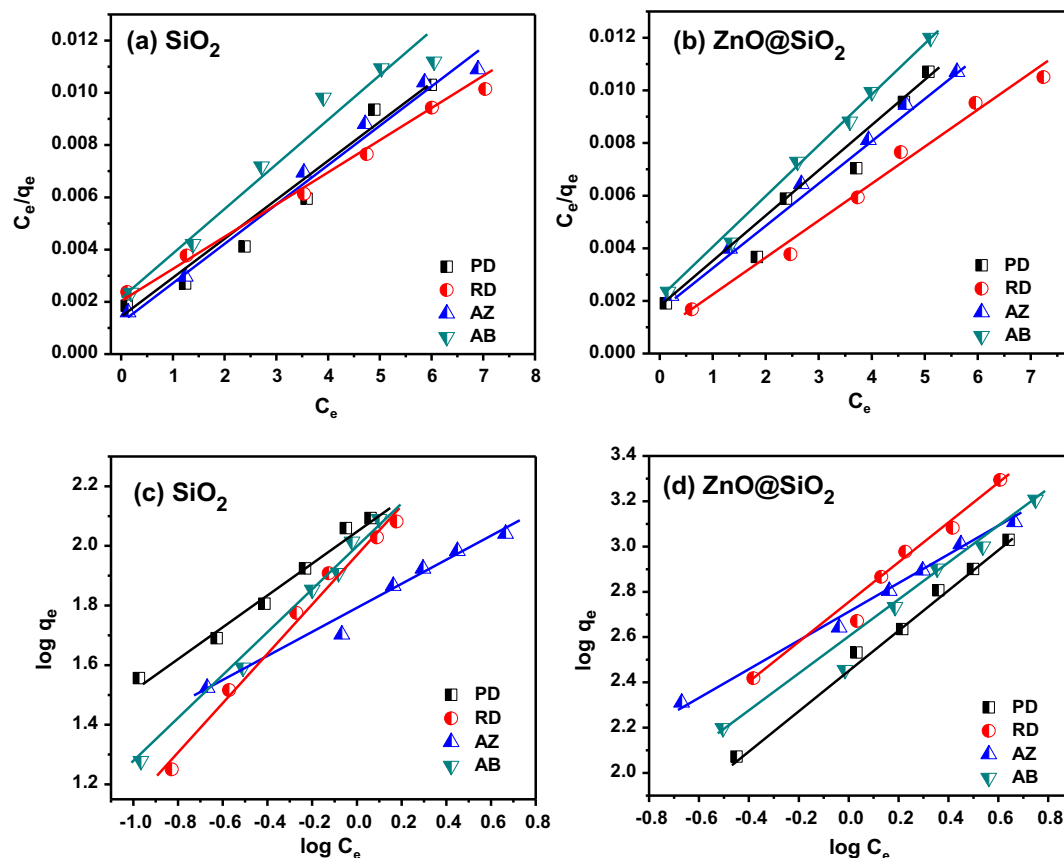 (a) SiO₂
Cₑ/qₑ
0.012
0.010
0.008
0.006
0.004
0.002
0.000
PD
RD
AZ
AB
0 1 2 3 4 5 6 7 8
Cₑ
(b) ZnO@SiO₂
Cₑ/qₑ
0.012
0.010
0.008
0.006
0.004
0.002
0.000
PD
RD
AZ
AB
0 1 2 3 4 5 6 7
Cₑ
(c) SiO₂
log qₑ
2.2
2.0
1.8
1.6
1.4
1.2
PD
RD
AZ
AB
-1.0 -0.8 -0.6 -0.4 -0.2 0.0 0.2 0.4 0.6 0.8
log Cₑ
(d) ZnO@SiO₂
log qₑ
3.4
3.2
3.0
2.8
2.6
2.4
2.2
2.0
PD
RD
AZ
AB
-0.8 -0.6 -0.4 -0.2 0.0 0.2 0.4 0.6 0.8
log Cₑ